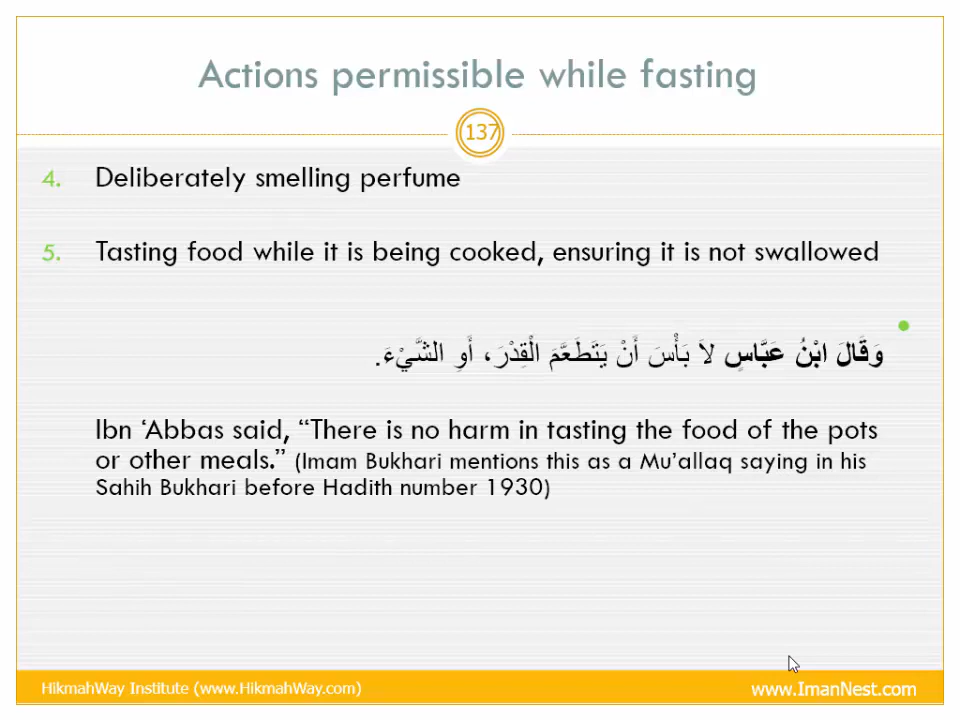 Actions permissible while fasting
137
4. Deliberately smelling perfume
5. Tasting food while it is being cooked, ensuring it is not swallowed
• وَقَالَ ابْنُ عَبَّاسٍ لاَ بَأْسَ أَنْ يَتَطَعَّمَ الْقِدْرَ، أَوِ الشَّيْءَ.
Ibn ‘Abbas said, “There is no harm in tasting the food of the pots
or other meals.” (Imam Bukhari mentions this as a Mu’allaq saying in his
Sahih Bukhari before Hadith number 1930)
HikmahWay Institute (www.HikmahWay.com)
www.ImanNest.com